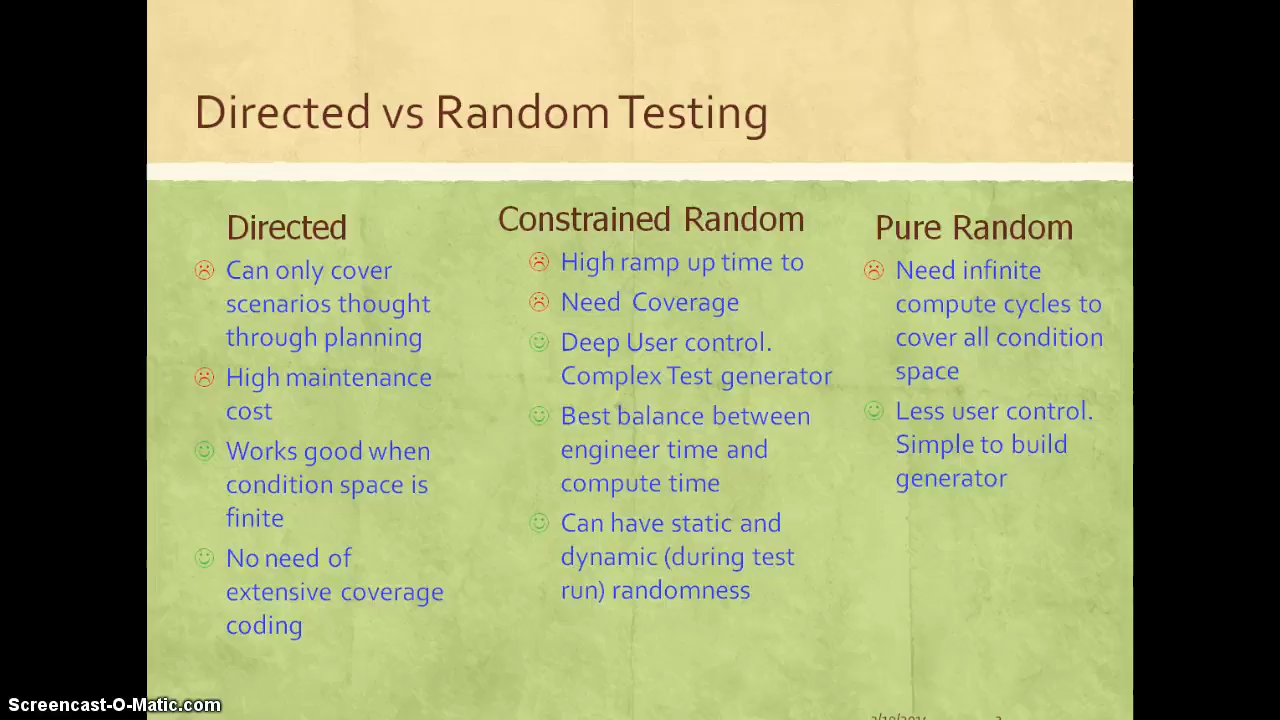 Directed vs Random Testing
Directed
Can only cover
scenarios thought
through planning
High maintenance
cost
Works good when
condition space is
finite
No need of
extensive coverage
coding
Constrained Random
High ramp up time to
Need Coverage
Deep User control.
Complex Test generator
Best balance between
engineer time and
compute time
Can have static and
dynamic (during test
run) randomness
Pure Random
Need infinite
compute cycles to
cover all condition
space
Less user control.
Simple to build
generator
Screencast-O-Matic.com